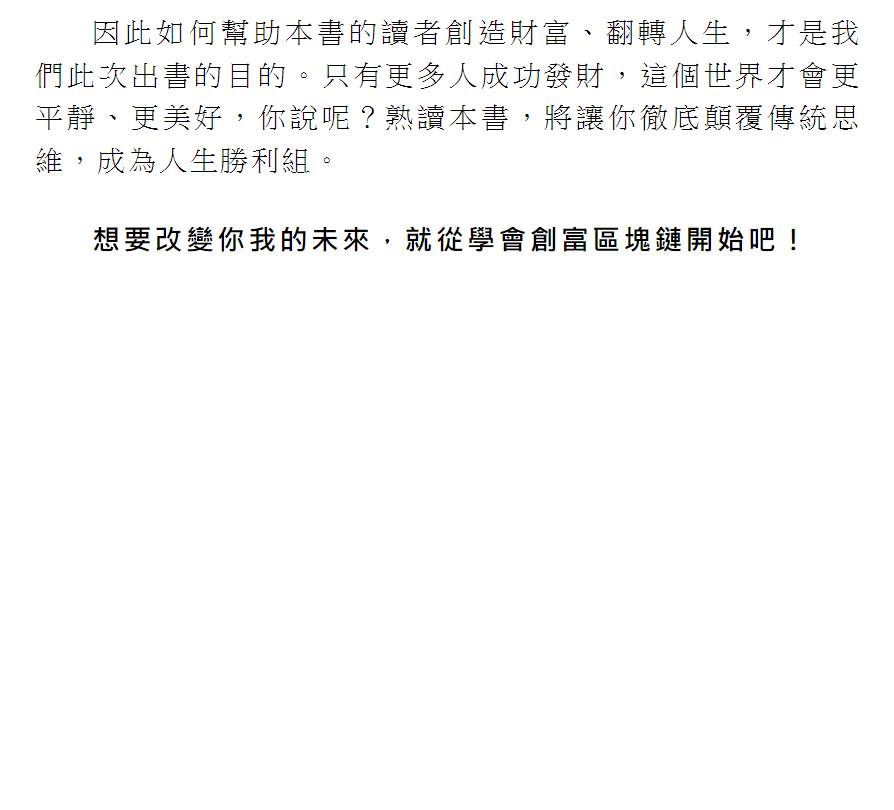 因此如何幫助本書的讀者創造財富、翻轉人生，才是我
們此次出書的目的。只有更多人成功發財，這個世界才會更
平靜、更美好，你說呢？熟讀本書，將讓你徹底顛覆傳統思
維，成為人生勝利組。
想要改變你我的未來，就從學會創富區塊鏈開始吧！